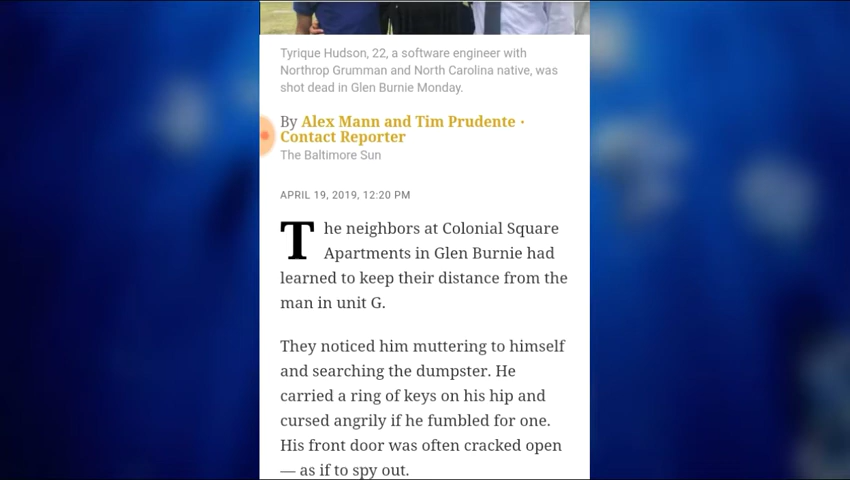 Tyrique Hudson, 22, a software engineer with
Northrop Grumman and North Carolina native, was
shot dead in Glen Burnie Monday.
By Alex Mann and Tim Prudente ·
Contact Reporter
The Baltimore Sun
APRIL 19, 2019, 12:20 PM
The neighbors at Colonial Square
Apartments in Glen Burnie had
learned to keep their distance from the
man in unit G.
They noticed him muttering to himself
and searching the dumpster. He
carried a ring of keys on his hip and
cursed angrily if he fumbled for one.
His front door was often cracked open
— as if to spy out.